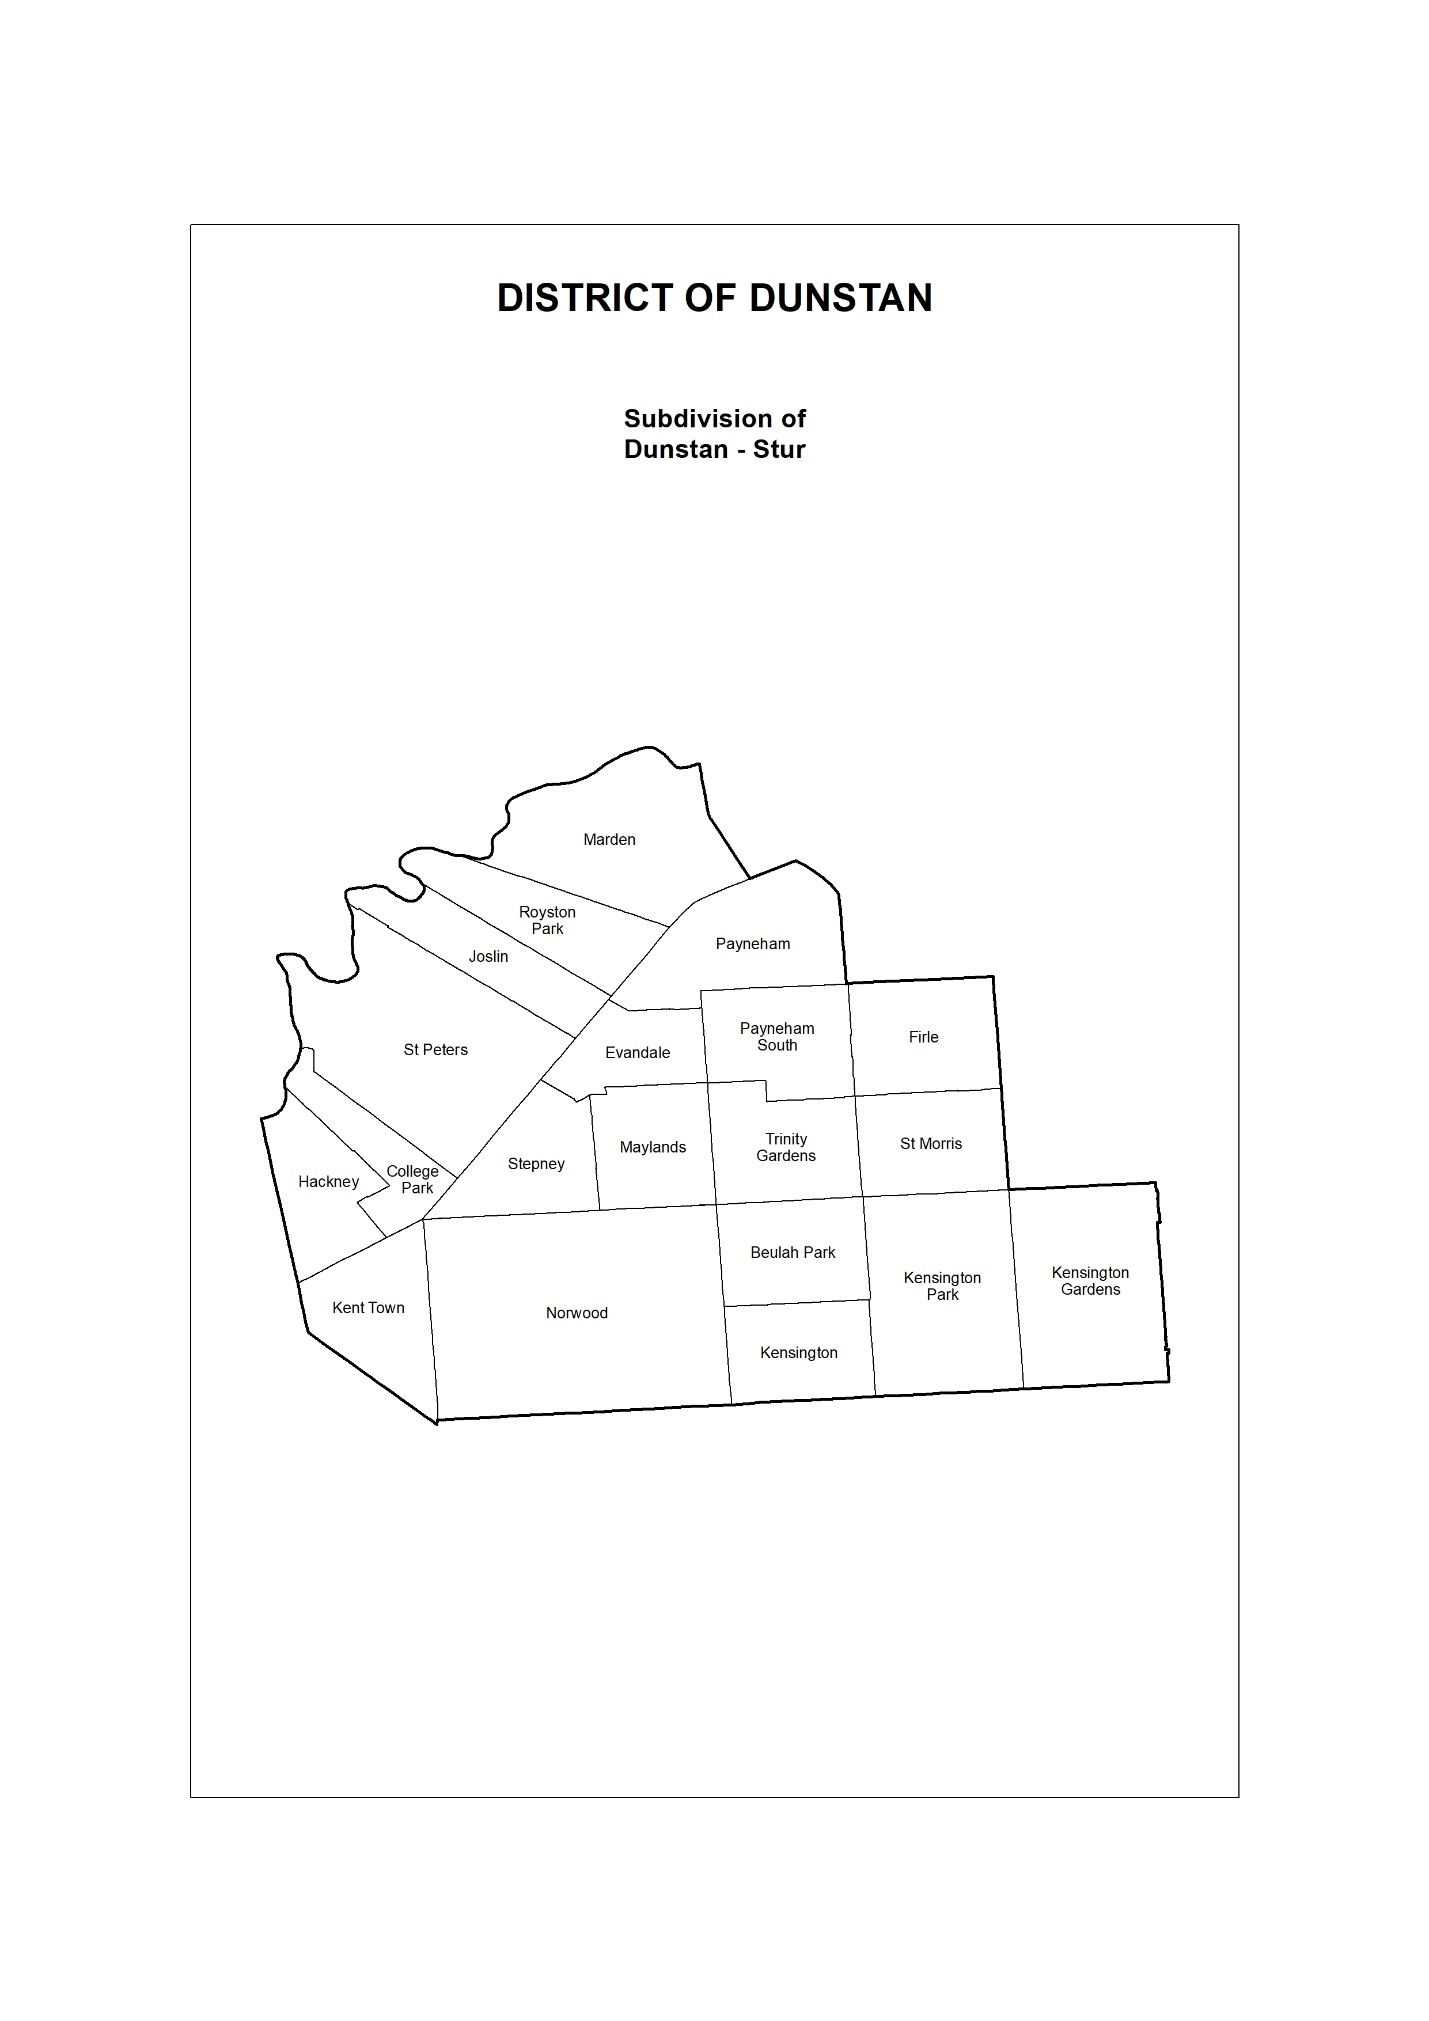 DISTRICT OF DUNSTAN
Subdivision of
Dunstan - Stur
Marden
Royston
Park
Payneham
Joslin
Payneham
South
Firle
St Peters
Evandale
Trinity
Gardens
St Morris
Maylands
Stepney
College
Park
Hackney
Beulah Park
Kensington
Park
Kensington
Gardens
Kent Town
Norwood
Kensington